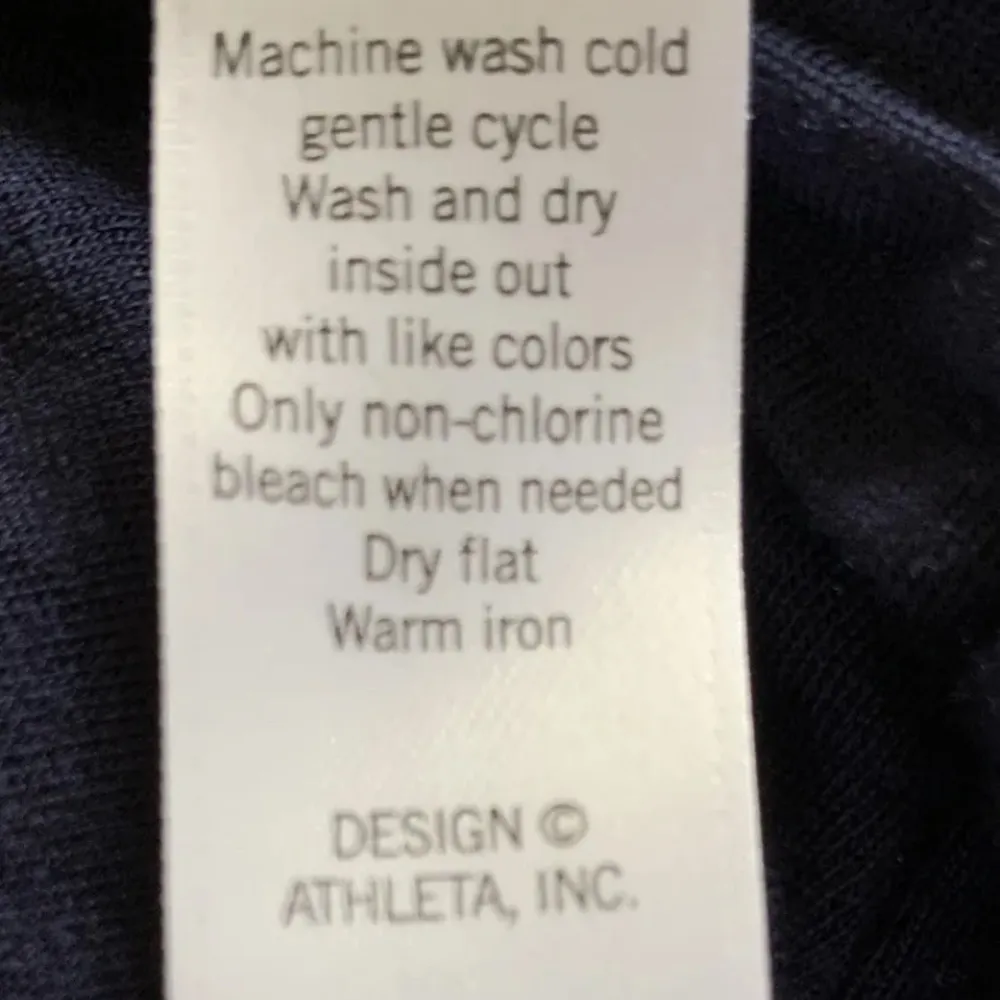 Machine wash cold
gentle cycle
Wash and dry
inside out
with like colors
Only non-chlorine
bleach when needed
Dry flat
Warm iron
DESIGN ©
ATHLETA, INC.